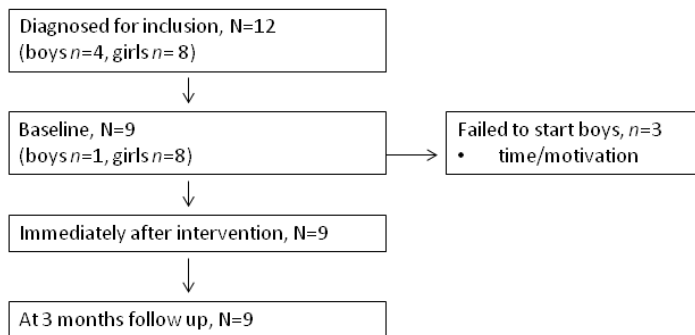 Diagnosed for inclusion, N=12
(boys n=4, girls n= 8)
Baseline, N=9
(boys n=1, girls n=8)
Failed to start boys, n=3
• time/motivation
Immediately after intervention, N=9
At 3 months follow up, N=9